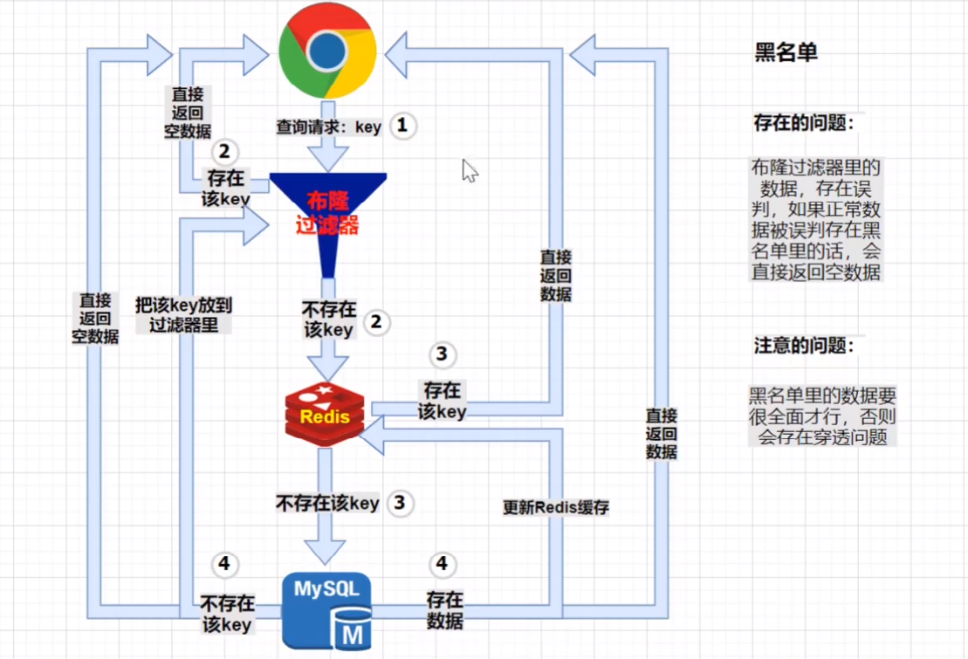 黑名单
存在的问题：
布隆过滤器里的
数据，存在误
判，如果正常数
据被误判存在黑
名单里的话，会
直接返回空数据
注意的问题：
黑名单里的数据要
很全面才行，否则
会存在穿透问题
查询请求：key
1
直接
返回
空数据
2
存在
该key
布隆
过滤器
直接
返回
空数据
把该key放到
过滤器里
不存在
该key
2
直接
返回
数据
3
存在
该key
Redis
直接
返回
数据
不存在该key
3
更新Redis缓存
4
不存在
该key
MySQL
M
4
存在
数据